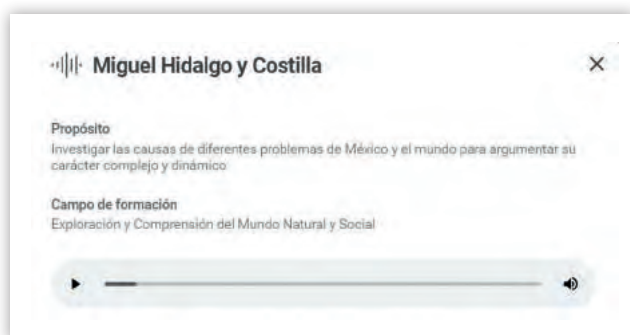 Miguel Hidalgo y Costilla
Propósito
Investigar las causas de diferentes problemas de México y el mundo para argumentar su
carácter complejo y dinámico
Campo de formación
Exploración y Comprensión del Mundo Natural y Social